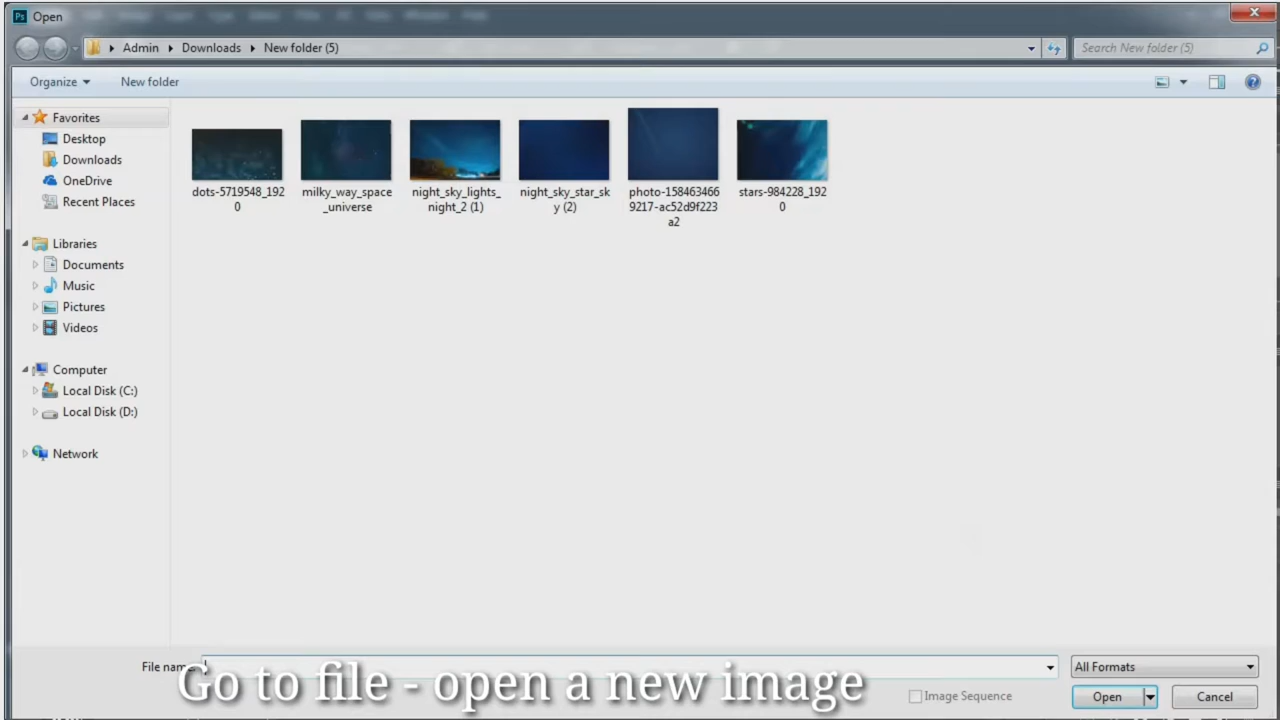 Ps Open
Admin Downloads New folder (5)
Search New folder (5)
Organize New folder
Favorites
Desktop
Downloads
OneDrive
Recent Places
Libraries
Documents
Music
Pictures
Videos
Computer
Local Disk (C:)
Local Disk (D:)
Network
dots-5719548_192
0
milky_way_space
_universe
night_sky_lights_
night_2 (1)
night_sky_star_sk
y (2)
photo-158463466
9217-ac52d9f223
a2
stars-984228_192
0
File name:
All Formats
Go to file - open a new image
Image Sequence
Open
Cancel